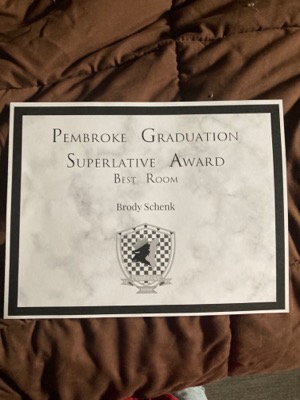 PEMBROKE GRADUATION
SUPERLATIVE AWARD
BEST ROOM
Brody Schenk